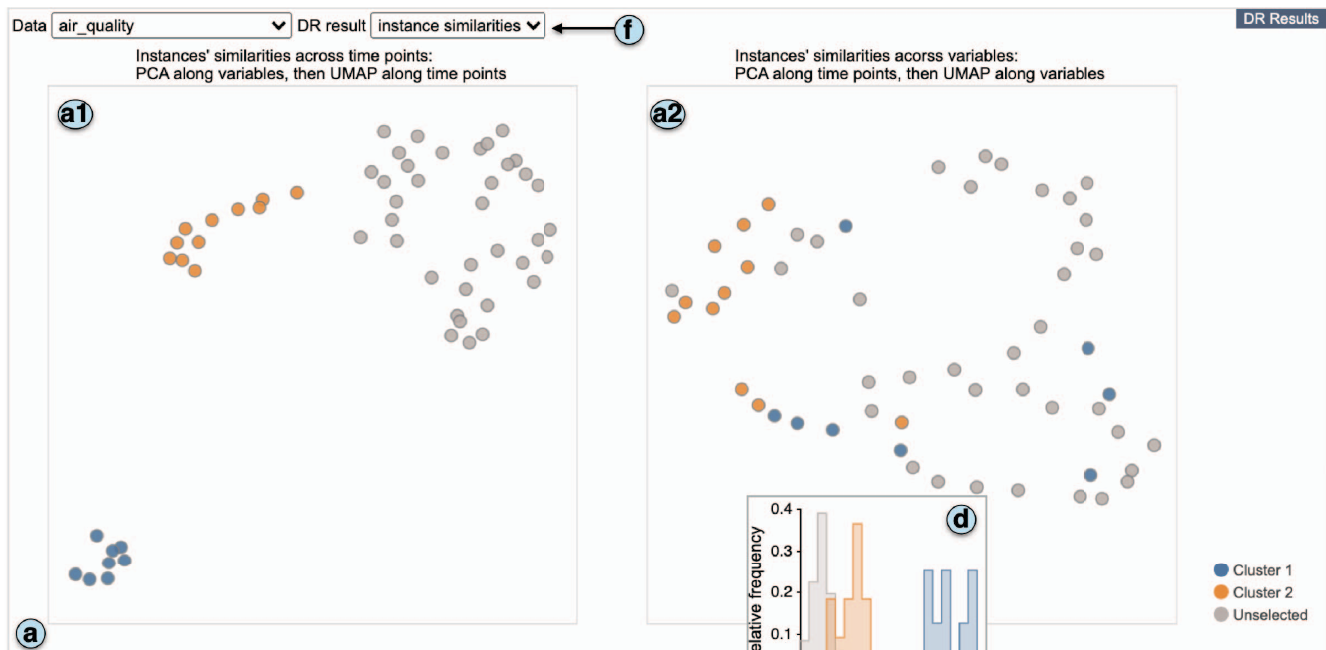 Data air_quality DR result instance similarities f DR Results
Instances' similarities across time points:
PCA along variables, then UMAP along time points
Instances' similarities acorss variables:
PCA along time points, then UMAP along variables
a1
a2
d
0.4
0.3
0.2
0.1
elative frequency
Cluster 1
Cluster 2
Unselected
a